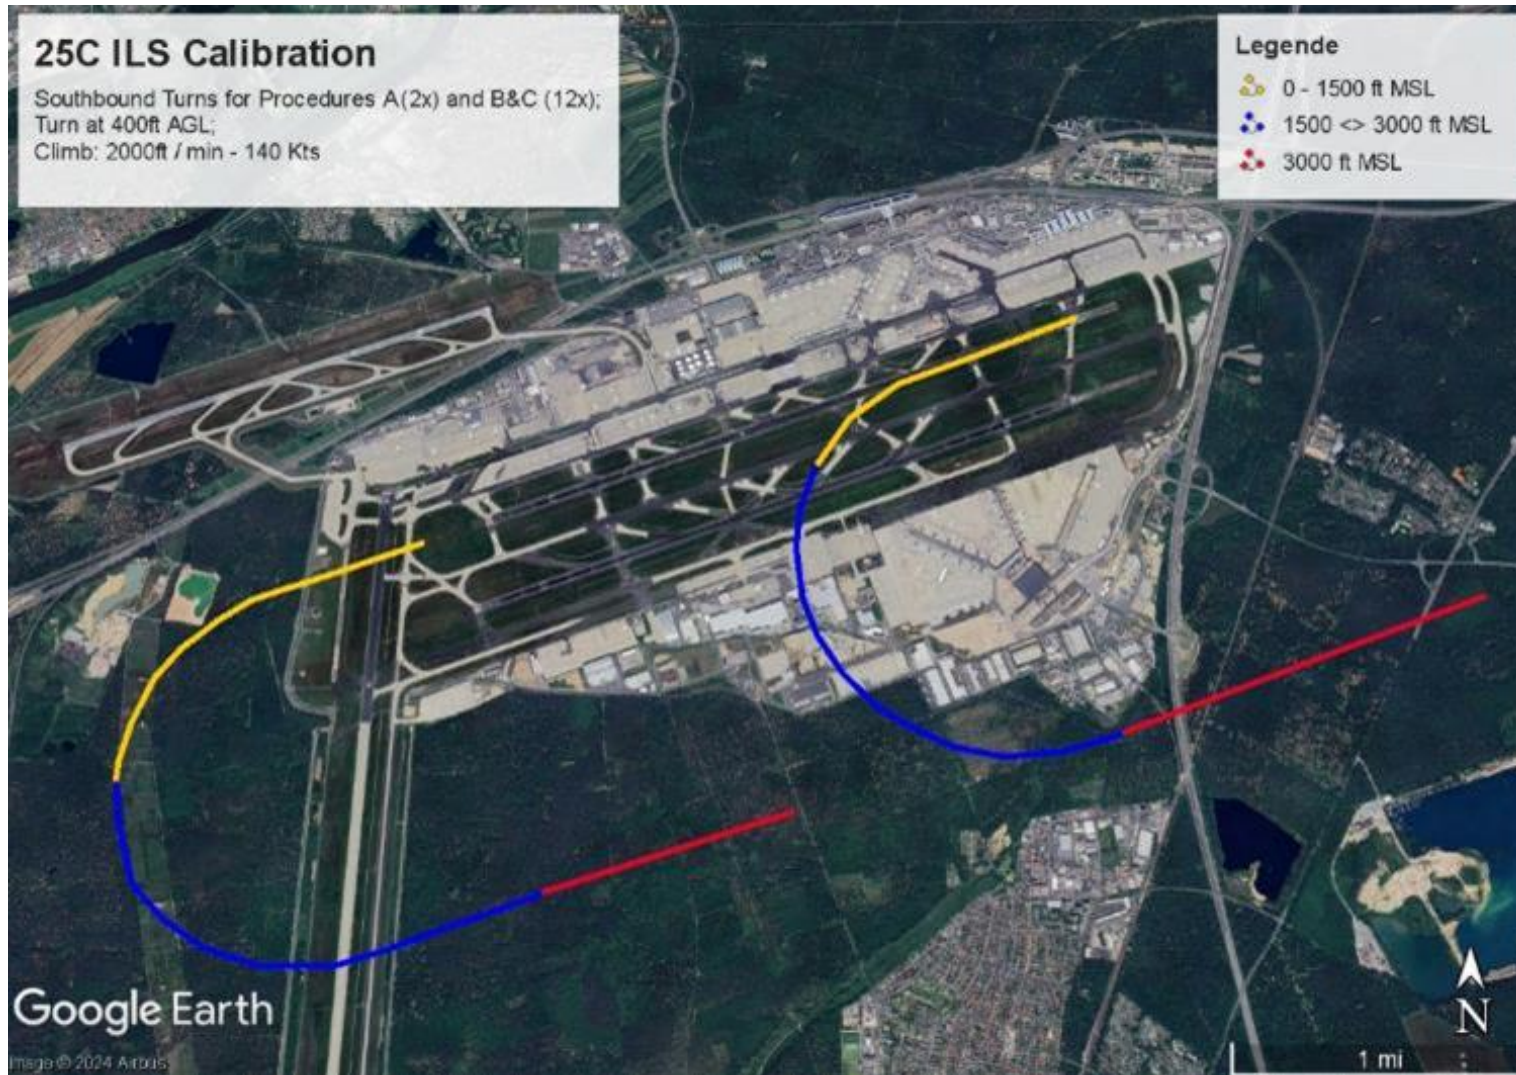 25C ILS Calibration
Southbound Turns for Procedures A(2x) and B&C (12x);
Turn at 400ft AGL;
Climb: 2000ft / min - 140 Kts
Legende
0 - 1500 ft MSL
1500 <> 3000 ft MSL
3000 ft MSL
Google Earth
Image © 2024 Airbus
N
1 mi